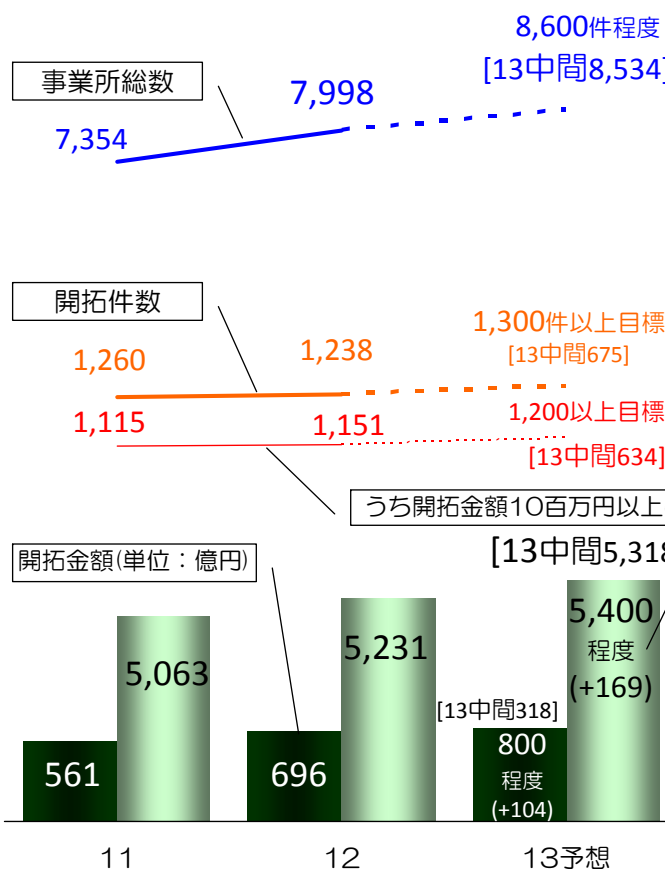 8,600件程度
[13中間8,534]
事業所総数
7,998
7,354
開拓件数
1,300件以上目標
[13中間675]
1,260
1,238
1,115
1,151
1,200以上目標
[13中間634]
うち開拓金額10百万円以上
開拓金額(単位：億円)
[13中間5,318
5,063
5,231
5,400
程度
(+169)
[13中間318]
561
696
800
程度
(+104)
11
12
13予想